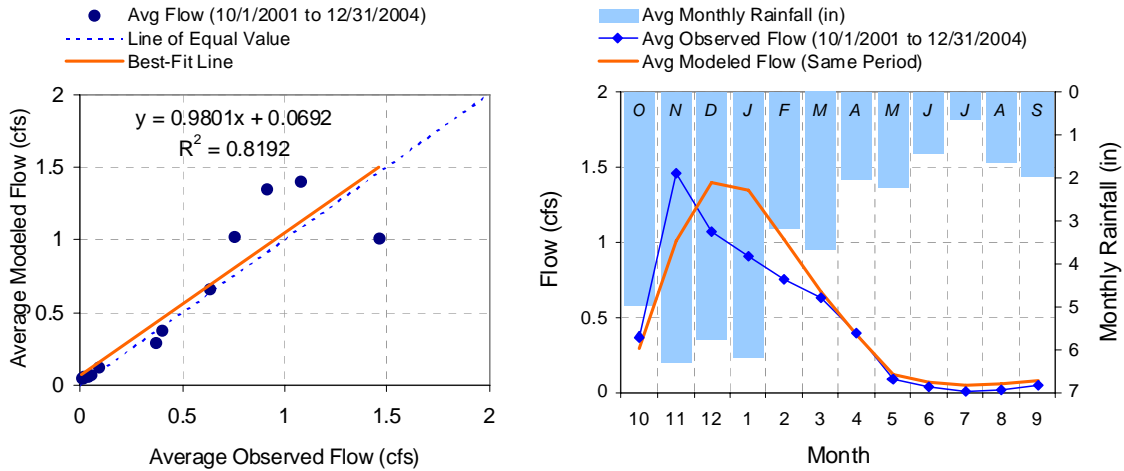 Avg Flow (10/1/2001 to 12/31/2004)
Line of Equal Value
Best-Fit Line
y = 0.9801x + 0.0692
R² = 0.8192
Average Modeled Flow (cfs)
2
1.5
1
0.5
0
0 0.5 1 1.5 2
Average Observed Flow (cfs)
Avg Monthly Rainfall (in)
Avg Observed Flow (10/1/2001 to 12/31/2004)
Avg Modeled Flow (Same Period)
O N D J F M A M J J A S
Flow (cfs)
2
1.5
1
0.5
0
0
1
2
3
4
5
6
7
Monthly Rainfall (in)
10 11 12 1 2 3 4 5 6 7 8 9
Month